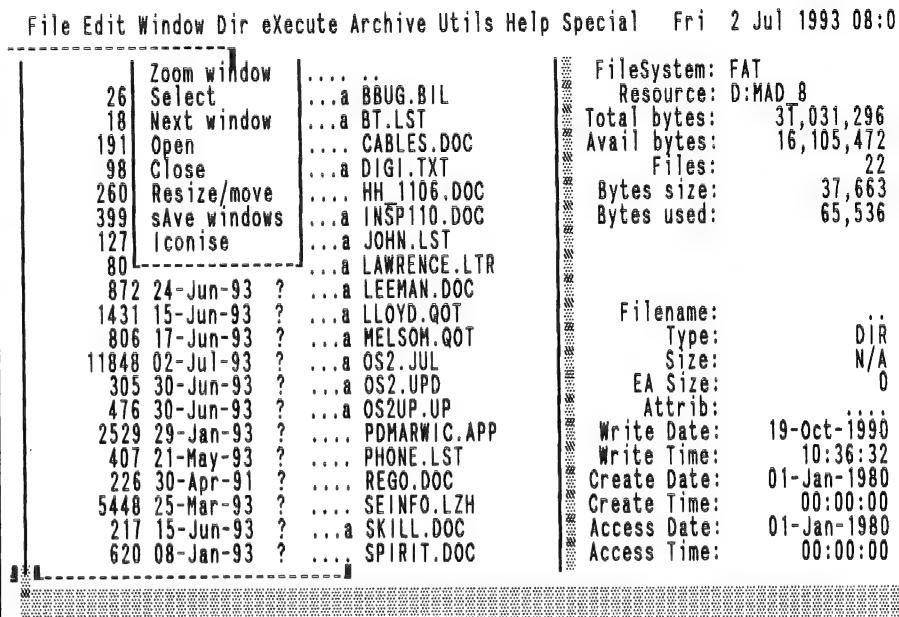 File Edit Window Dir eXecute Archive Utils Help Special Fri 2 Jul 1993 08:0
Zoom window .... .. FileSystem: FAT
26 Select ...a BBUG.BIL Resource: D:MAD_8
18 Next window ...a BT.LST Total bytes: 31,031,296
191 Open .... CABLES.DOC Avail bytes: 16,105,472
98 Close ...a DIGI.TXT Files: 22
260 Resize/move .... HH_1106.DOC Bytes size: 37,663
399 sAve windows ...a INSP110.DOC Bytes used: 65,536
127 Iconise ...a JOHN.LST
80 ...a LAWRENCE.LTR
872 24-Jun-93 ? ...a LEEMAN.DOC
1431 15-Jun-93 ? ...a LLOYD.QOT Filename: ..
806 17-Jun-93 ? ...a MELSOM.QOT Type: DIR
11848 02-Jul-93 ? ...a OS2.JUL Size: N/A
305 30-Jun-93 ? ...a OS2.UPD EA Size: 0
476 30-Jun-93 ? ...a OS2UP.UP Attrib: ....
2529 29-Jan-93 ? .... PDMARWIC.APP Write Date: 19-Oct-1990
407 21-May-93 ? .... PHONE.LST Write Time: 10:36:32
226 30-Apr-91 ? .... REGO.DOC Create Date: 01-Jan-1980
5448 25-Mar-93 ? .... SEINFO.LZH Create Time: 00:00:00
217 15-Jun-93 ? ...a SKILL.DOC Access Date: 01-Jan-1980
620 08-Jan-93 ? .... SPIRIT.DOC Access Time: 00:00:00